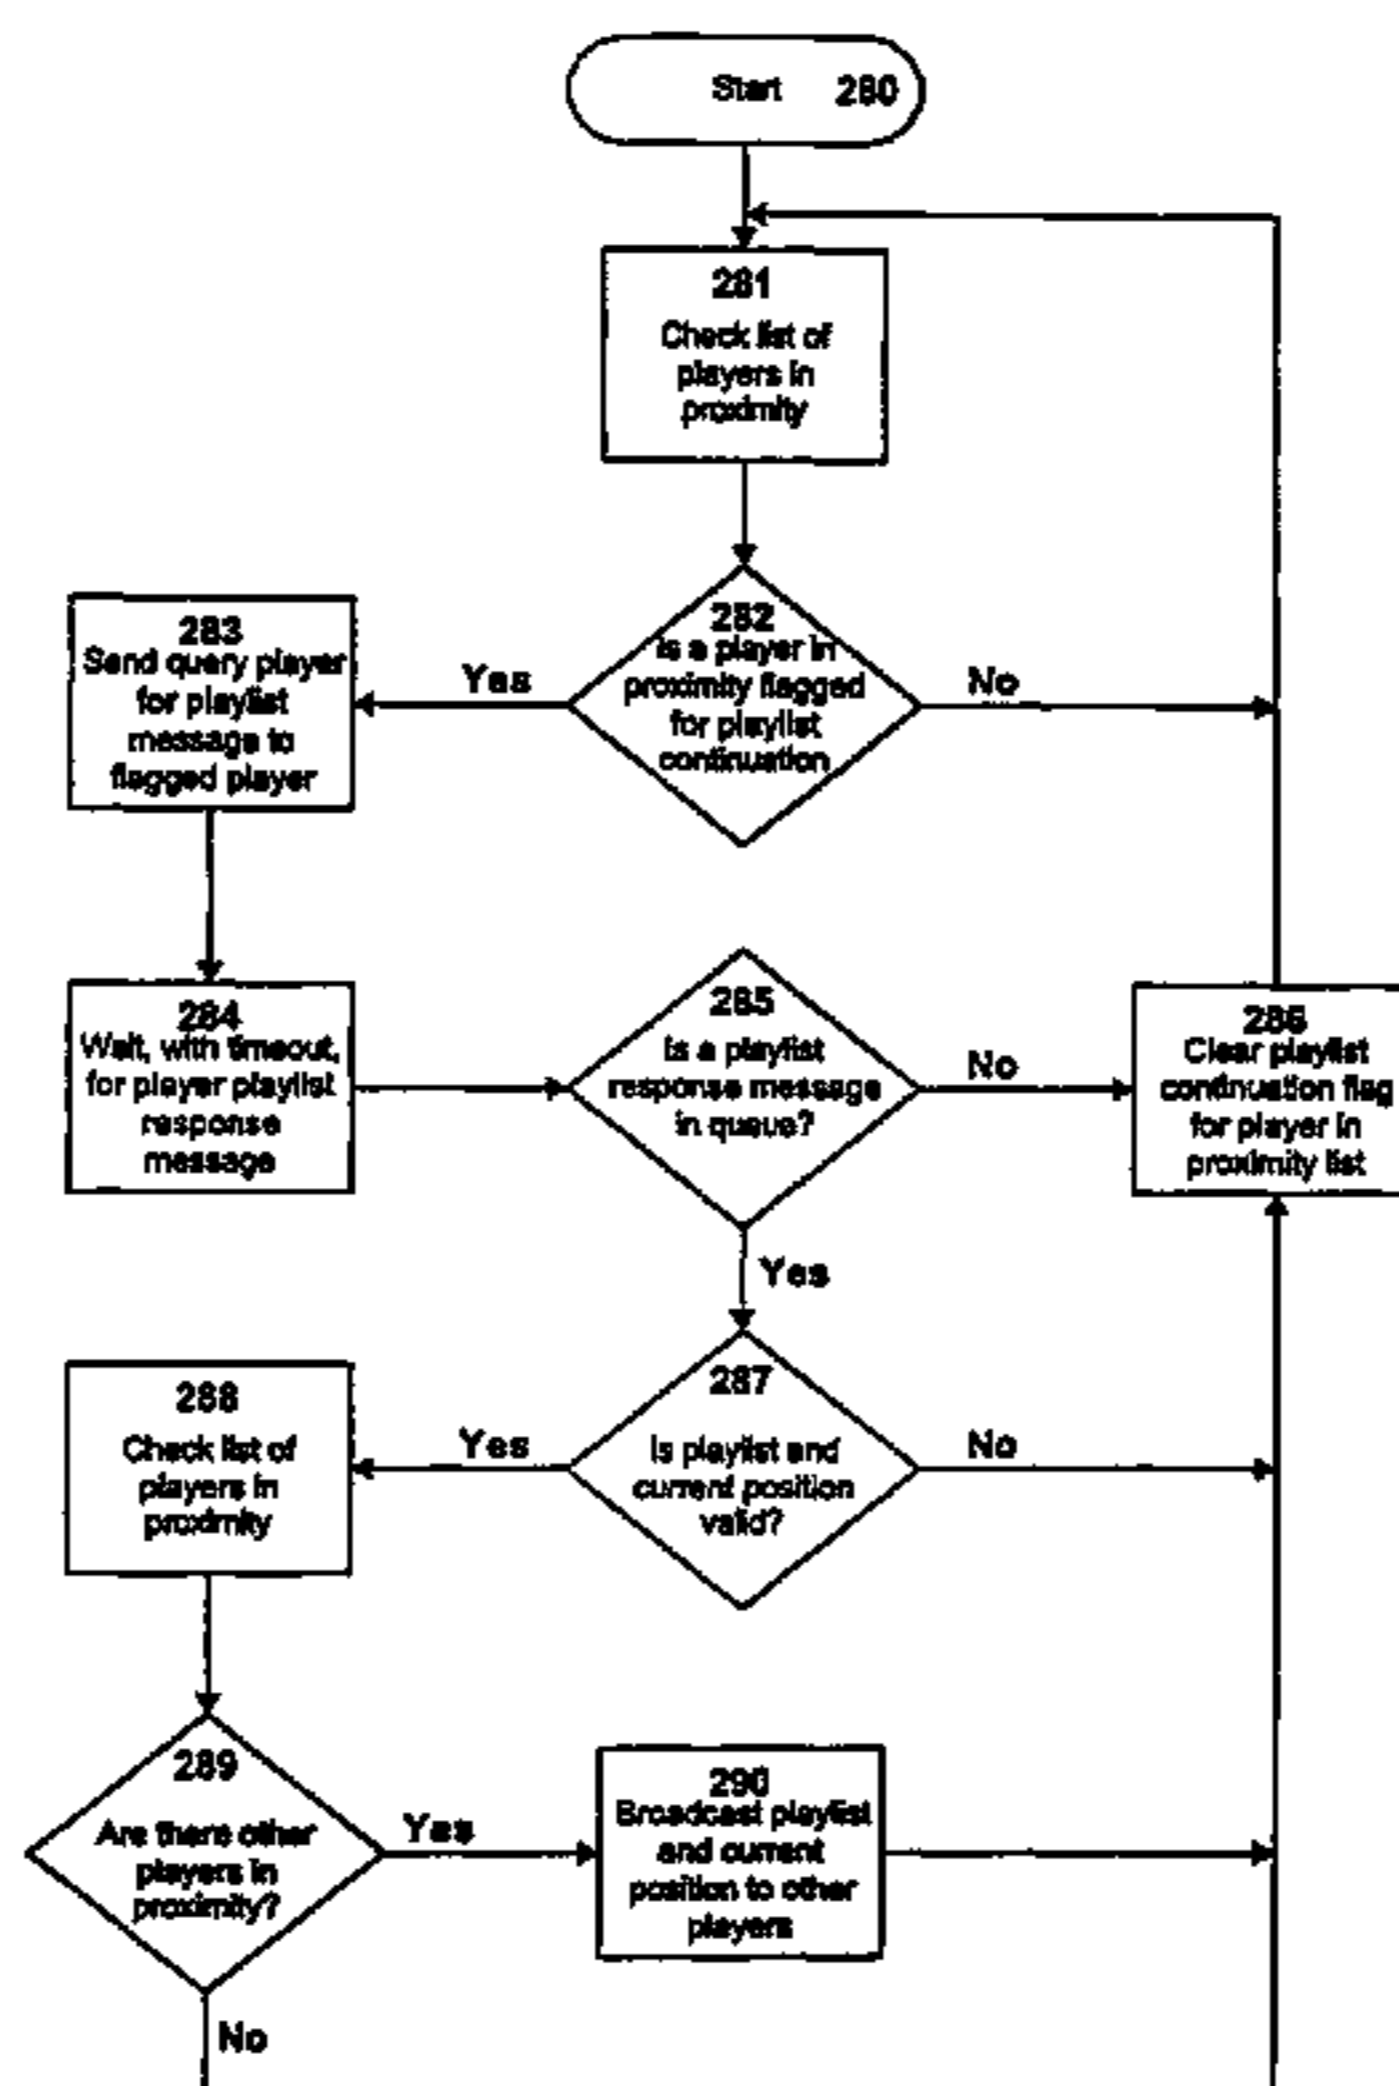 Start 280
281
Check list of
players in
proximity
282
Is a player in
proximity flagged
for playlist
continuation
Yes
No
283
Send query player
for playlist
message to
flagged player
284
Wait, with timeout,
for player playlist
response
message
285
Is a playlist
response message
in queue?
No
Yes
286
Clear playlist
continuation flag
for player in
proximity list
287
Is playlist and
current position
valid?
Yes
No
288
Check list of
players in
proximity
289
Are there other
players in
proximity?
Yes
No
290
Broadcast playlist
and current
position to other
players